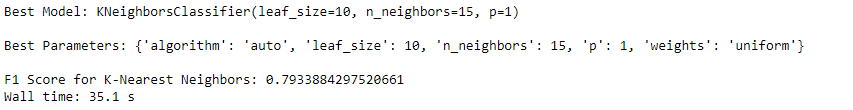 Best Model: KNeighborsClassifier(leaf_size=10, n_neighbors=15, p=1)
Best Parameters: {'algorithm': 'auto', 'leaf_size': 10, 'n_neighbors': 15, 'p': 1, 'weights': 'uniform'}
F1 Score for K-Nearest Neighbors: 0.7933884297520661
Wall time: 35.1 s